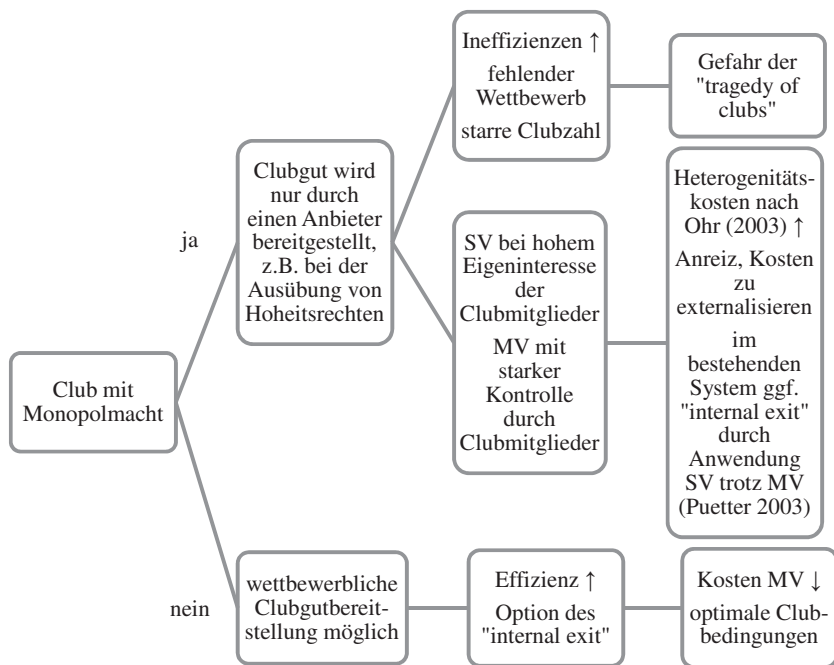 Ineffizienzen ↑
fehlender
Wettbewerb
starre Clubzahl
Gefahr der
"tragedy of
clubs"
Clubgut wird
nur durch
einen Anbieter
bereitgestellt,
z.B. bei der
Ausübung von
Hoheitsrechten
ja
SV bei hohem
Eigeninteresse
der
Clubmitglieder
MV mit
starker
Kontrolle
durch
Clubmitglieder
Heterogenitäts-
kosten nach
Ohr (2003) ↑
Anreiz, Kosten
zu
externalisieren
im
bestehenden
System ggf.
"internal exit"
durch
Anwendung
SV trotz MV
(Puetter 2003)
Club mit
Monopolmacht
nein
wettbewerbliche
Clubgutbereit-
stellung möglich
Effizienz ↑
Option des
"internal exit"
Kosten MV ↓
optimale Club-
bedingungen